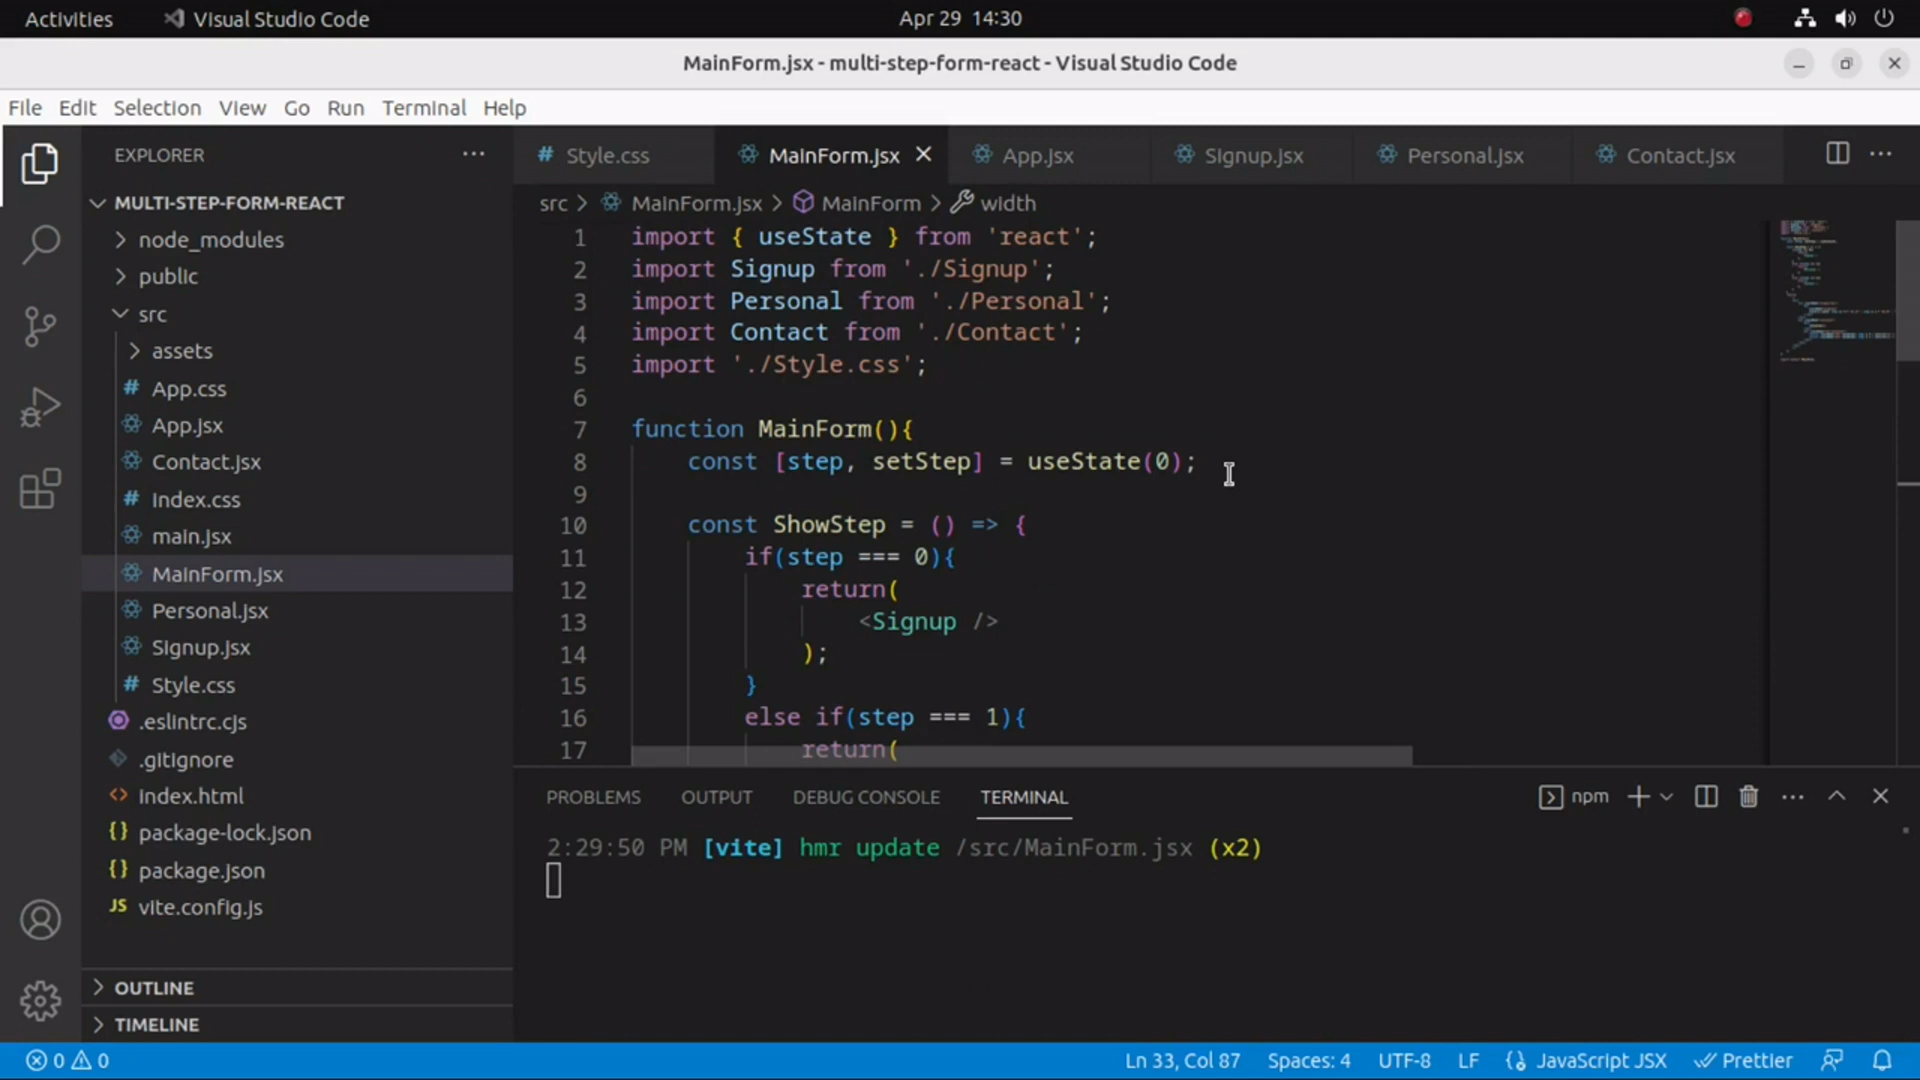 Activities
Visual Studio Code
Apr 29 14:30
MainForm.jsx - multi-step-form-react - Visual Studio Code
File Edit Selection View Go Run Terminal Help
EXPLORER
MULTI-STEP-FORM-REACT
node_modules
public
src
assets
# App.css
App.jsx
Contact.jsx
# index.css
main.jsx
MainForm.jsx
Personal.jsx
Signup.jsx
# Style.css
.eslintrc.cjs
.gitignore
<> index.html
{} package-lock.json
{} package.json
JS vite.config.js
OUTLINE
TIMELINE
# Style.css
MainForm.jsx
App.jsx
Signup.jsx
Personal.jsx
Contact.jsx
src > MainForm.jsx > MainForm > width
1 import { useState } from 'react';
2 import Signup from './Signup';
3 import Personal from './Personal';
4 import Contact from './Contact';
5 import './Style.css';
6
7 function MainForm(){
8 const [step, setStep] = useState(0);
9
10 const ShowStep = () => {
11 if(step === 0){
12 return(
13 <Signup />
14 );
15 }
16 else if(step === 1){
17 return(
PROBLEMS OUTPUT DEBUG CONSOLE TERMINAL
npm
2:29:50 PM [vite] hmr update /src/MainForm.jsx (x2)
0 0
Ln 33, Col 87
Spaces: 4
UTF-8
LF
{} JavaScript JSX
Prettier